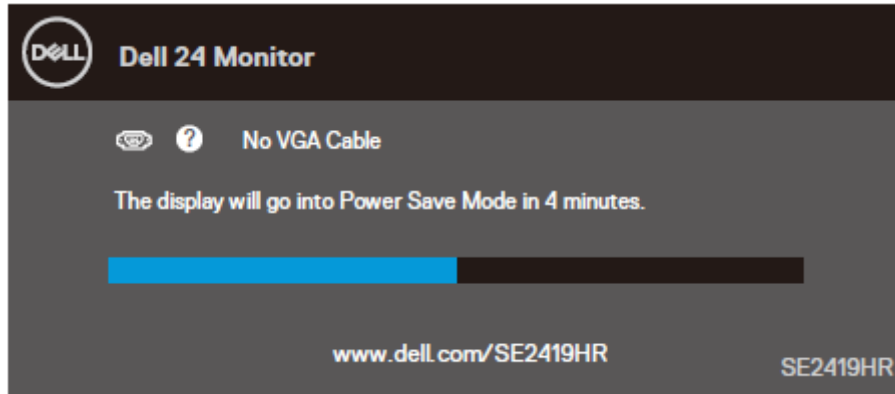 DELL
Dell 24 Monitor
? No VGA Cable
The display will go into Power Save Mode in 4 minutes.
www.dell.com/SE2419HR
SE2419HR